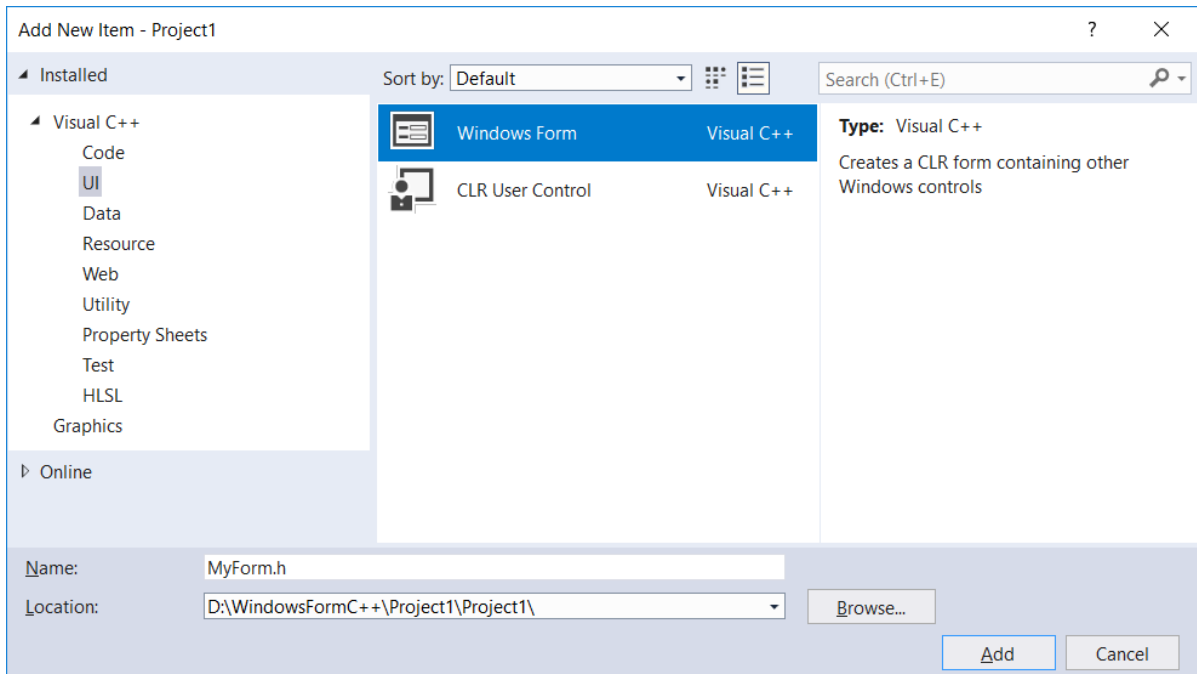 Add New Item - Project1
?
Installed
Sort by: Default
Search (Ctrl+E)
Visual C++
Code
UI
Data
Resource
Web
Utility
Property Sheets
Test
HLSL
Graphics
Online
Windows Form Visual C++
CLR User Control Visual C++
Type: Visual C++
Creates a CLR form containing other
Windows controls
Name: MyForm.h
Location: D:\WindowsFormC++\Project1\Project1\
Browse...
Add Cancel